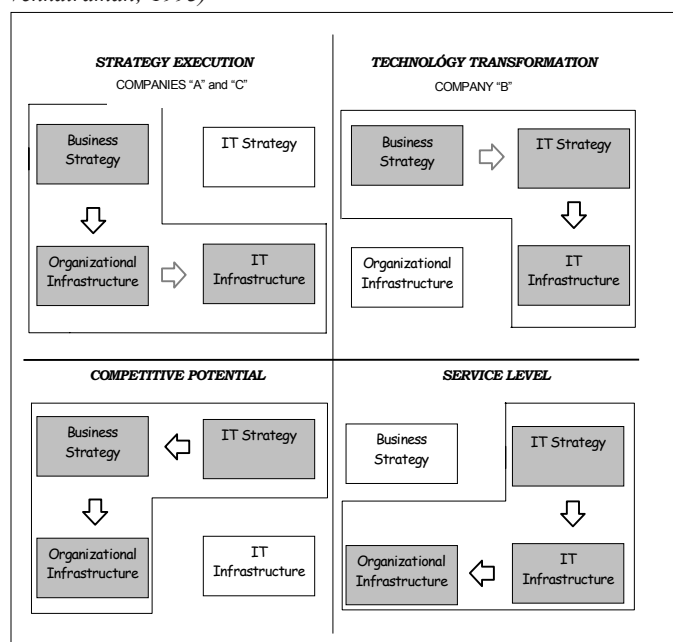 STRATEGY EXECUTION
COMPANIES “A” and “C”
Business
Strategy
IT Strategy
Organizational
Infrastructure
IT
Infrastructure
TECHNOLÓGY TRANSFORMATION
COMPANY “B”
Business
Strategy
IT Strategy
Organizational
Infrastructure
IT
Infrastructure
COMPETITIVE POTENTIAL
Business
Strategy
IT Strategy
Organizational
Infrastructure
IT
Infrastructure
SERVICE LEVEL
Business
Strategy
IT Strategy
Organizational
Infrastructure
IT
Infrastructure